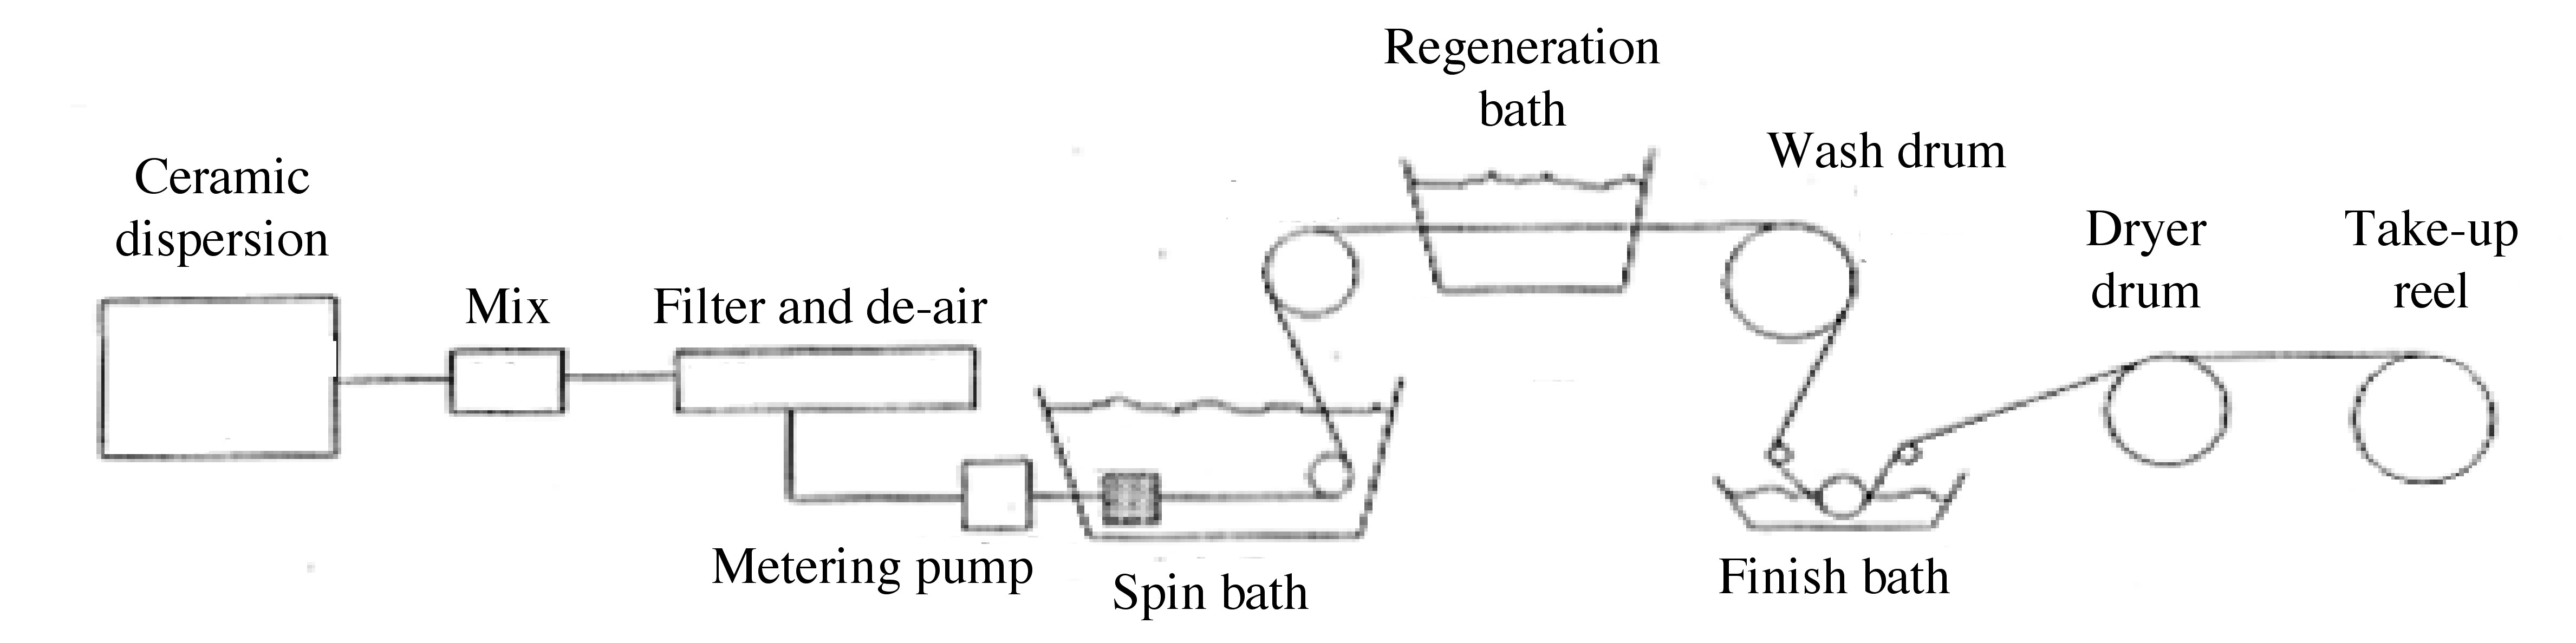 Ceramic
dispersion
Mix
Filter and de-air
Metering pump
Spin bath
Regeneration
bath
Wash drum
Finish bath
Dryer
drum
Take-up
reel